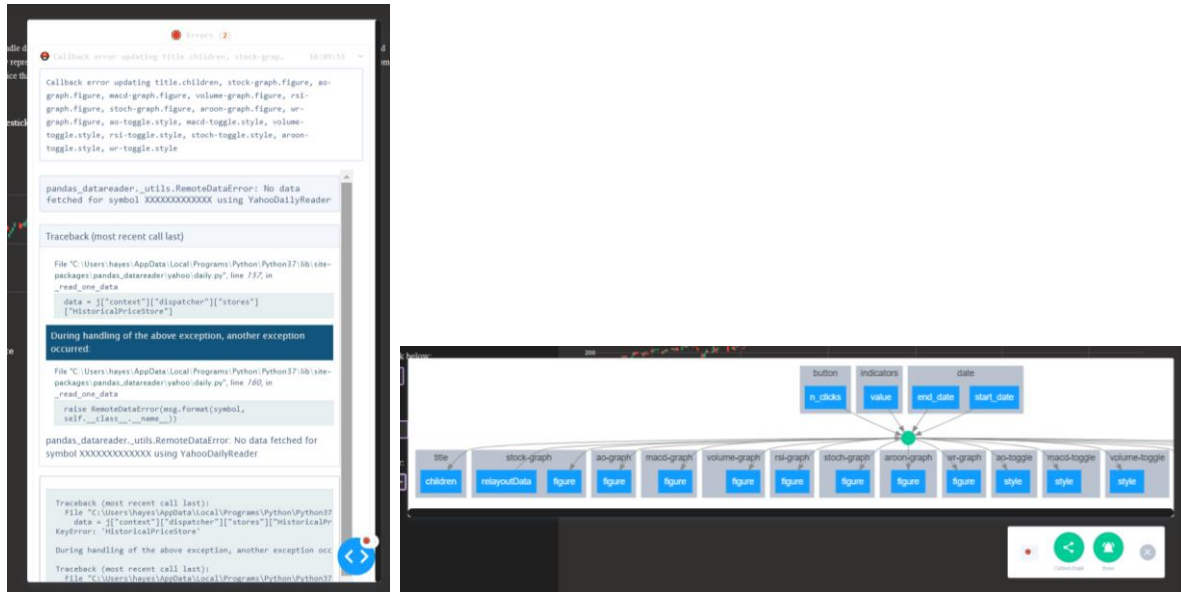 Errors (2)
Callback error updating title.children, stock-grap… 16:09:51
Callback error updating title.children, stock-graph.figure, ao-
graph.figure, macd-graph.figure, volume-graph.figure, rsi-
graph.figure, stoch-graph.figure, aroon-graph.figure, wr-
graph.figure, ao-toggle.style, macd-toggle.style, volume-
toggle.style, rsi-toggle.style, stoch-toggle.style, aroon-
toggle.style, wr-toggle.style
pandas_datareader._utils.RemoteDataError: No data
fetched for symbol XXXXXXXXXXXXX using YahooDailyReader
Traceback (most recent call last)
File "C:\Users\hayes\AppData\Local\Programs\Python\Python37\lib\site-
packages\pandas_datareader\yahoo\daily.py", line 157, in
_read_one_data
data = j["context"]["dispatcher"]["stores"]
["HistoricalPriceStore"]
During handling of the above exception, another exception
occurred:
File "C:\Users\hayes\AppData\Local\Programs\Python\Python37\lib\site-
packages\pandas_datareader\yahoo\daily.py", line 160, in
_read_one_data
raise RemoteDataError(msg.format(symbol,
self.__class__.__name__))
pandas_datareader._utils.RemoteDataError: No data fetched for
symbol XXXXXXXXXXXXX using YahooDailyReader
Traceback (most recent call last):
File "C:\Users\hayes\AppData\Local\Programs\Python\Python37
data = j["context"]["dispatcher"]["stores"]["HistoricalPr
KeyError: 'HistoricalPriceStore'
During handling of the above exception, another exception occ
Traceback (most recent call last):
File "C:\Users\hayes\AppData\Local\Programs\Python\Python37
k below:
200
button indicators date
n_clicks value end_date start_date
title stock-graph ao-graph macd-graph volume-graph rsi-graph stoch-graph aroon-graph wr-graph ao-toggle macd-toggle volume-toggle
children relayoutData figure figure figure figure figure figure figure figure style style style
Callback Graph